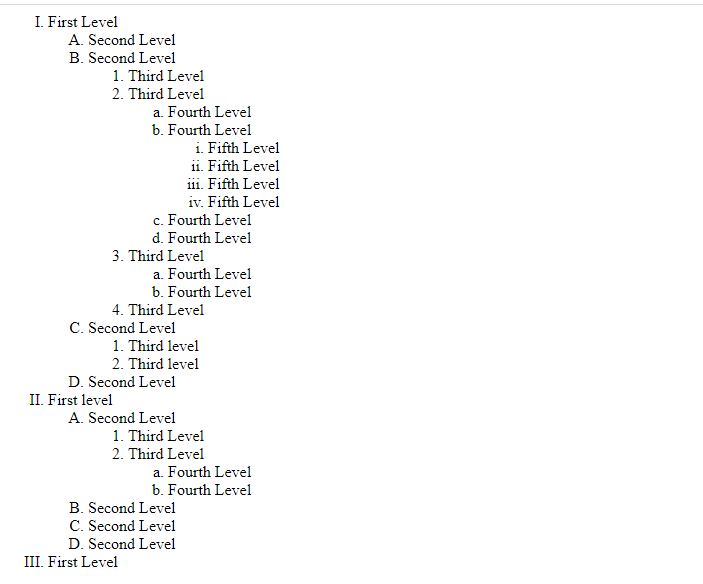 I. First Level
A. Second Level
B. Second Level
1. Third Level
2. Third Level
a. Fourth Level
b. Fourth Level
i. Fifth Level
ii. Fifth Level
iii. Fifth Level
iv. Fifth Level
c. Fourth Level
d. Fourth Level
3. Third Level
a. Fourth Level
b. Fourth Level
4. Third Level
C. Second Level
1. Third level
2. Third level
D. Second Level
II. First level
A. Second Level
1. Third Level
2. Third Level
a. Fourth Level
b. Fourth Level
B. Second Level
C. Second Level
D. Second Level
III. First Level